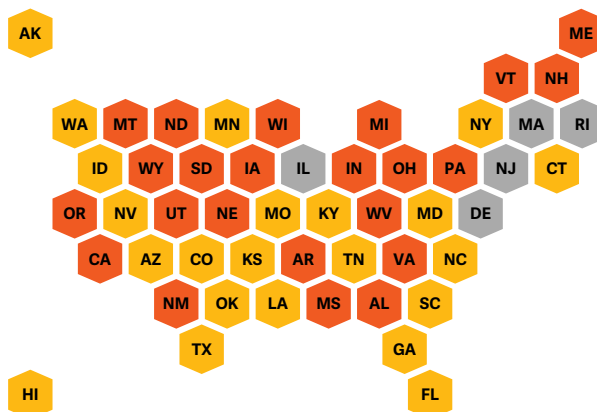 AK ME
VT NH
WA MT ND MN WI MI NY MA RI
ID WY SD IA IL IN OH PA NJ CT
OR NV UT NE MO KY WV MD DE
CA AZ CO KS AR TN VA NC
NM OK LA MS AL SC
TX GA
HI FL